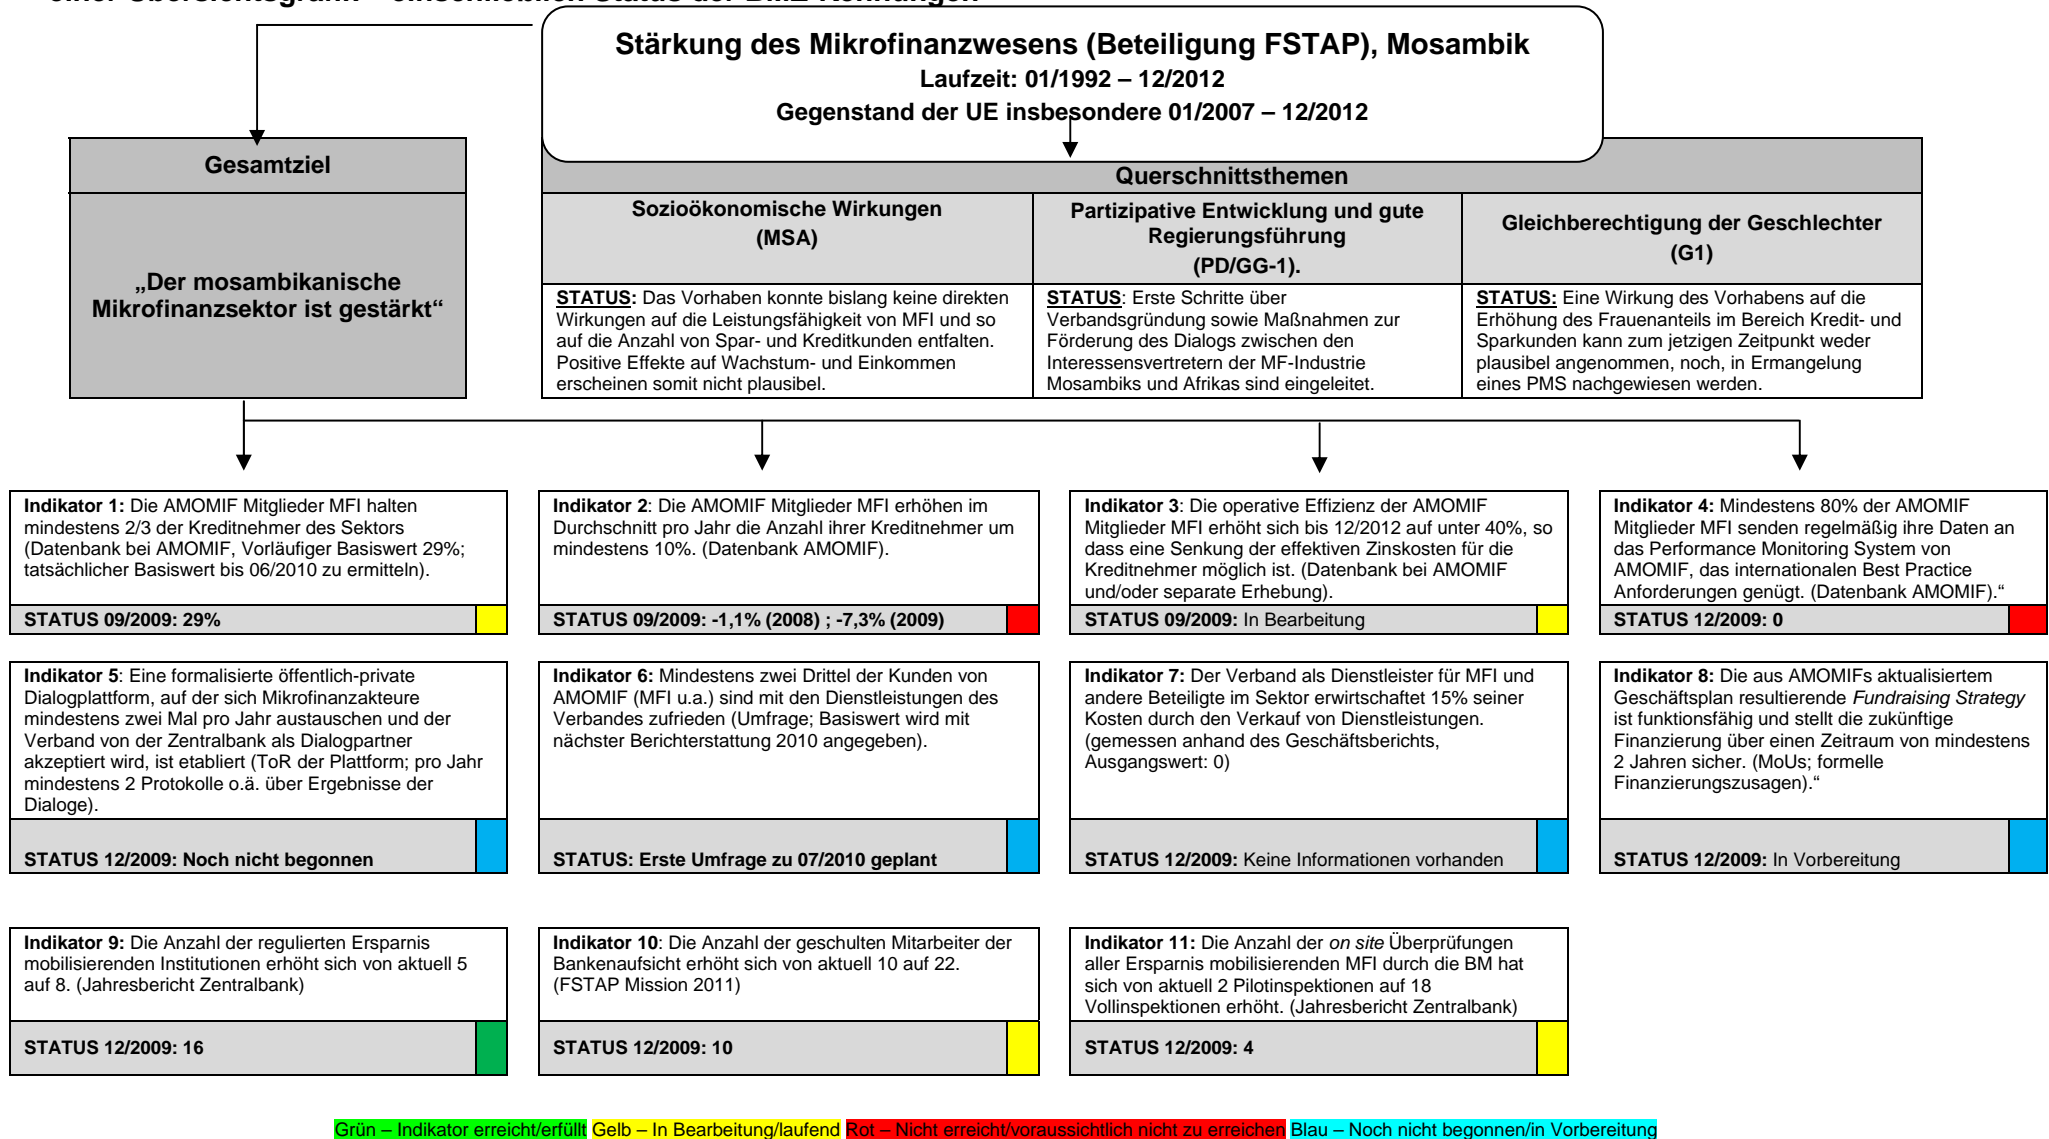 einer Übersichtsgrafik – einschließlich Status der BMZ-Kennungen
Stärkung des Mikrofinanzwesens (Beteiligung FSTAP), Mosambik
Laufzeit: 01/1992 – 12/2012
Gegenstand der UE insbesondere 01/2007 – 12/2012
Gesamtziel
„Der mosambikanische
Mikrofinanzsektor ist gestärkt“
Querschnittsthemen
Sozioökonomische Wirkungen
(MSA)
STATUS: Das Vorhaben konnte bislang keine direkten
Wirkungen auf die Leistungsfähigkeit von MFI und so
auf die Anzahl von Spar- und Kreditkunden entfalten.
Positive Effekte auf Wachstum- und Einkommen
erscheinen somit nicht plausibel.
Partizipative Entwicklung und gute
Regierungsführung
(PD/GG-1).
STATUS: Erste Schritte über
Verbandsgründung sowie Maßnahmen zur
Förderung des Dialogs zwischen den
Interessensvertretern der MF-Industrie
Mosambiks und Afrikas sind eingeleitet.
Gleichberechtigung der Geschlechter
(G1)
STATUS: Eine Wirkung des Vorhabens auf die
Erhöhung des Frauenanteils im Bereich Kredit- und
Sparkunden kann zum jetzigen Zeitpunkt weder
plausibel angenommen, noch, in Ermangelung
eines PMS nachgewiesen werden.
Indikator 1: Die AMOMIF Mitglieder MFI halten
mindestens 2/3 der Kreditnehmer des Sektors
(Datenbank bei AMOMIF, Vorläufiger Basiswert 29%;
tatsächlicher Basiswert bis 06/2010 zu ermitteln).
STATUS 09/2009: 29%
Indikator 2: Die AMOMIF Mitglieder MFI erhöhen im
Durchschnitt pro Jahr die Anzahl ihrer Kreditnehmer um
mindestens 10%. (Datenbank AMOMIF).
STATUS 09/2009: -1,1% (2008) ; -7,3% (2009)
Indikator 3: Die operative Effizienz der AMOMIF
Mitglieder MFI erhöht sich bis 12/2012 auf unter 40%, so
dass eine Senkung der effektiven Zinskosten für die
Kreditnehmer möglich ist. (Datenbank bei AMOMIF
und/oder separate Erhebung).
STATUS 09/2009: In Bearbeitung
Indikator 4: Mindestens 80% der AMOMIF
Mitglieder MFI senden regelmäßig ihre Daten an
das Performance Monitoring System von
AMOMIF, das internationalen Best Practice
Anforderungen genügt. (Datenbank AMOMIF).“
STATUS 12/2009: 0
Indikator 5: Eine formalisierte öffentlich-private
Dialogplattform, auf der sich Mikrofinanzakteure
mindestens zwei Mal pro Jahr austauschen und der
Verband von der Zentralbank als Dialogpartner
akzeptiert wird, ist etabliert (ToR der Plattform; pro Jahr
mindestens 2 Protokolle o.ä. über Ergebnisse der
Dialoge).
STATUS 12/2009: Noch nicht begonnen
Indikator 6: Mindestens zwei Drittel der Kunden von
AMOMIF (MFI u.a.) sind mit den Dienstleistungen des
Verbandes zufrieden (Umfrage; Basiswert wird mit
nächster Berichterstattung 2010 angegeben).
STATUS: Erste Umfrage zu 07/2010 geplant
Indikator 7: Der Verband als Dienstleister für MFI und
andere Beteiligte im Sektor erwirtschaftet 15% seiner
Kosten durch den Verkauf von Dienstleistungen.
(gemessen anhand des Geschäftsberichts,
Ausgangswert: 0)
STATUS 12/2009: Keine Informationen vorhanden
Indikator 8: Die aus AMOMIFs aktualisiertem
Geschäftsplan resultierende Fundraising Strategy
ist funktionsfähig und stellt die zukünftige
Finanzierung über einen Zeitraum von mindestens
2 Jahren sicher. (MoUs; formelle
Finanzierungszusagen).“
STATUS 12/2009: In Vorbereitung
Indikator 9: Die Anzahl der regulierten Ersparnis
mobilisierenden Institutionen erhöht sich von aktuell 5
auf 8. (Jahresbericht Zentralbank)
STATUS 12/2009: 16
Indikator 10: Die Anzahl der geschulten Mitarbeiter der
Bankenaufsicht erhöht sich von aktuell 10 auf 22.
(FSTAP Mission 2011)
STATUS 12/2009: 10
Indikator 11: Die Anzahl der on site Überprüfungen
aller Ersparnis mobilisierenden MFI durch die BM hat
sich von aktuell 2 Pilotinspektionen auf 18
Vollinspektionen erhöht. (Jahresbericht Zentralbank)
STATUS 12/2009: 4
Grün – Indikator erreicht/erfüllt Gelb – In Bearbeitung/laufend Rot – Nicht erreicht/voraussichtlich nicht zu erreichen Blau – Noch nicht begonnen/in Vorbereitung